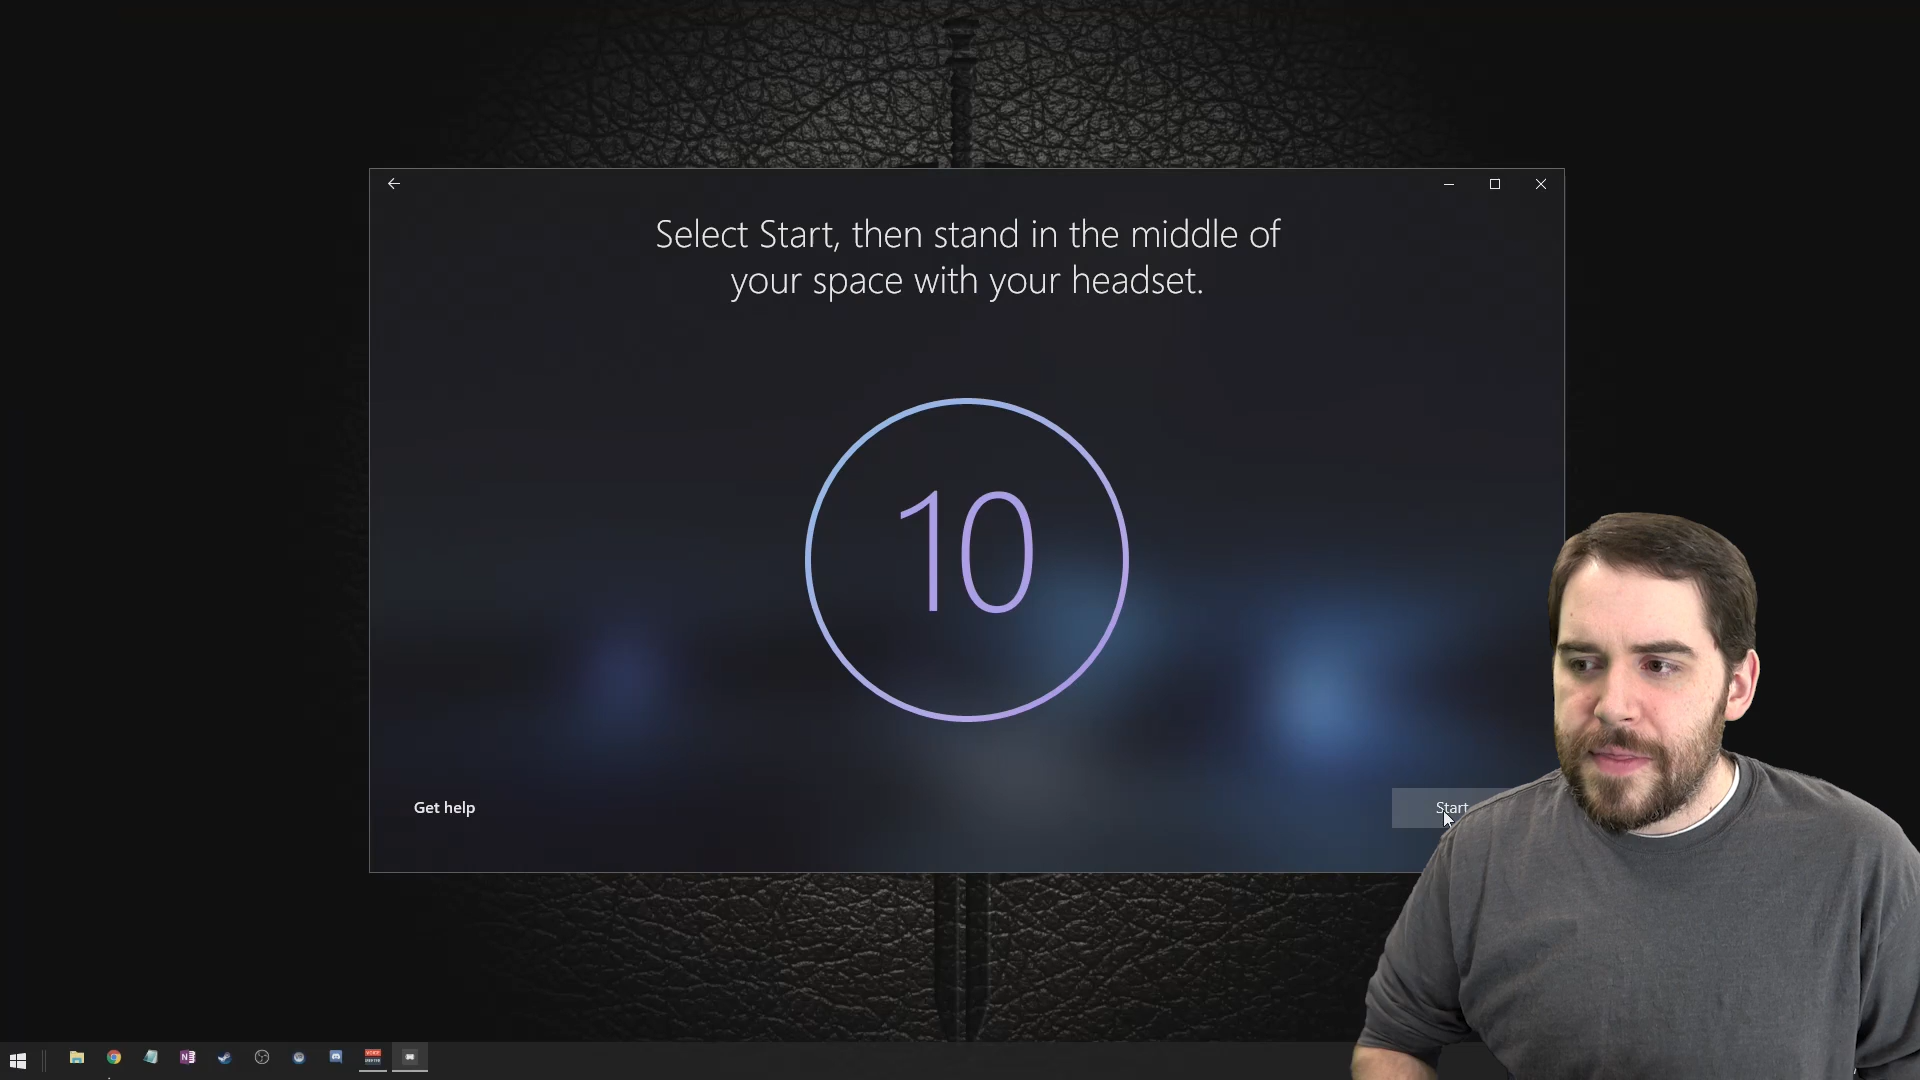 Select Start, then stand in the middle of
your space with your headset.
10
Get help
Start